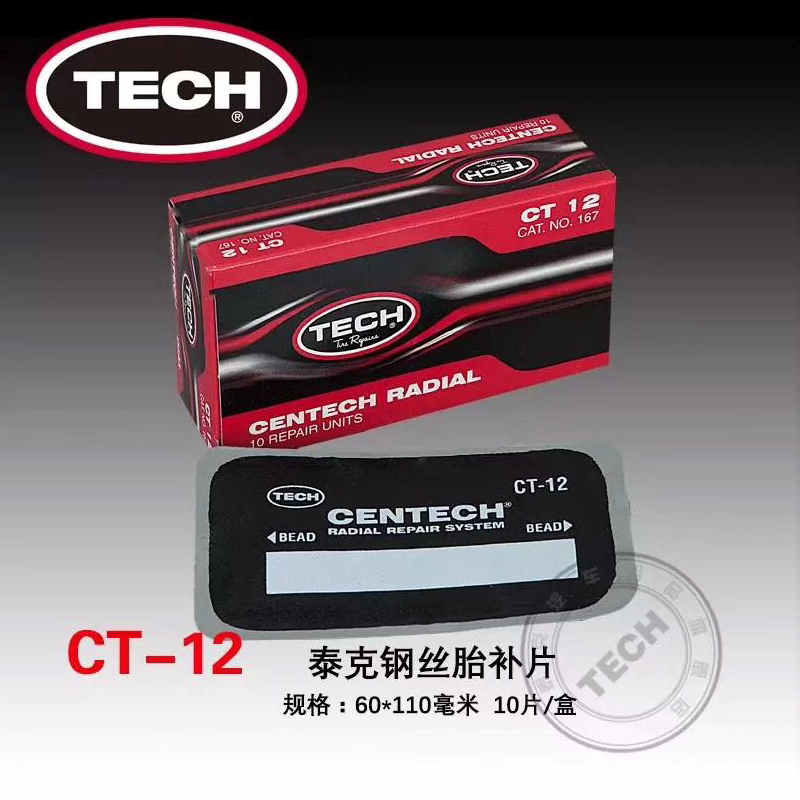 TECH®
10 REPAIR UNITS
CENTECH RADIAL
CT 12
CAT. NO. 167
CT 12
CAT. NO. 167
TECH®
Tire Repairs
CENTECH RADIAL
10 REPAIR UNITS
TECH
CT-12
CENTECH®
RADIAL REPAIR SYSTEM
◀BEAD
BEAD▶
CT-12
泰克钢丝胎补片
规格：60*110毫米 10片/盒
TECH